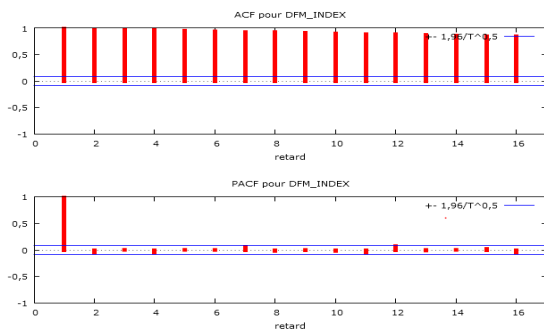 ACF pour DFM_INDEX
1
+- 1,96/T^0,5
0,5
0
-0,5
-1
0 2 4 6 8 10 12 14 16
retard
PACF pour DFM_INDEX
1
+- 1,96/T^0,5
0,5
0
-0,5
-1
0 2 4 6 8 10 12 14 16
retard